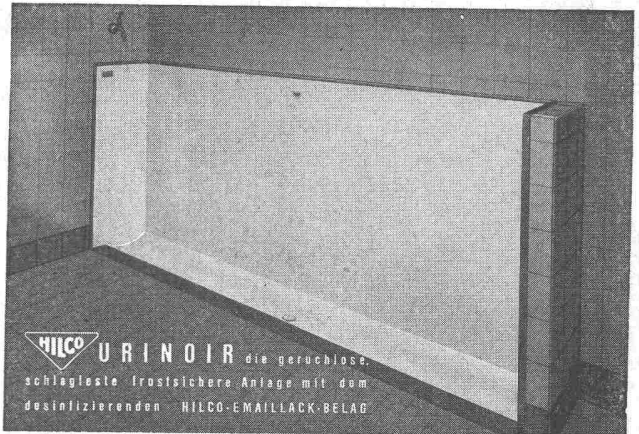 HILCO URINOIR die geruchlose,
schlagfeste frostsichere Anlage mit dem
desinfizierenden HILCO-EMAILLACK-BELAG